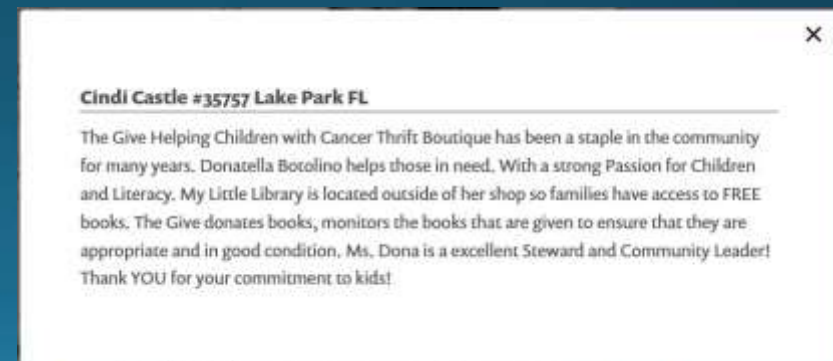 Cindi Castle #35757 Lake Park FL
The Give Helping Children with Cancer Thrift Boutique has been a staple in the community
for many years. Donatella Botolino helps those in need. With a strong Passion for Children
and Literacy. My Little Library is located outside of her shop so families have access to FREE
books. The Give donates books, monitors the books that are given to ensure that they are
appropriate and in good condition. Ms. Dona is a excellent Steward and Community Leader!
Thank YOU for your commitment to kids!